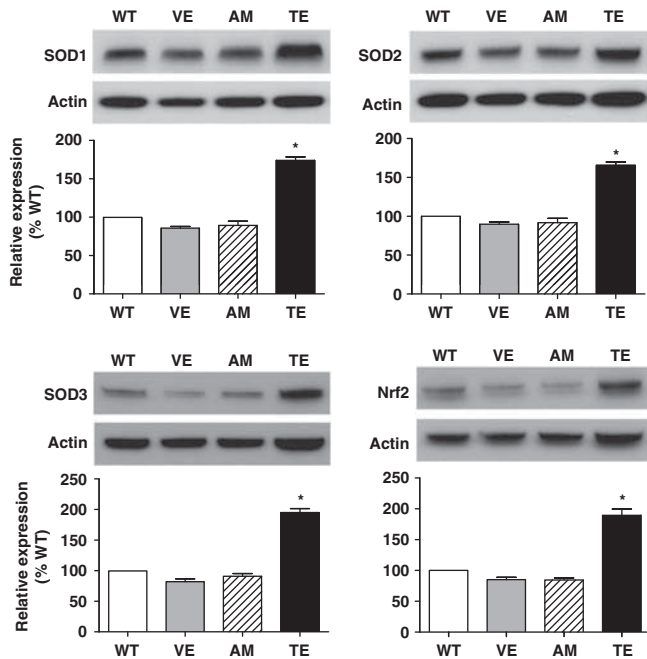 WT VE AM TE
SOD1
Actin
Relative expression
(% WT)
200
150
100
50
0
*
WT VE AM TE
WT VE AM TE
SOD2
Actin
200
150
100
50
0
*
WT VE AM TE
WT VE AM TE
SOD3
Actin
Relative expression
(% WT)
250
200
150
100
50
0
*
WT VE AM TE
WT VE AM TE
Nrf2
Actin
250
200
150
100
50
0
*
WT VE AM TE